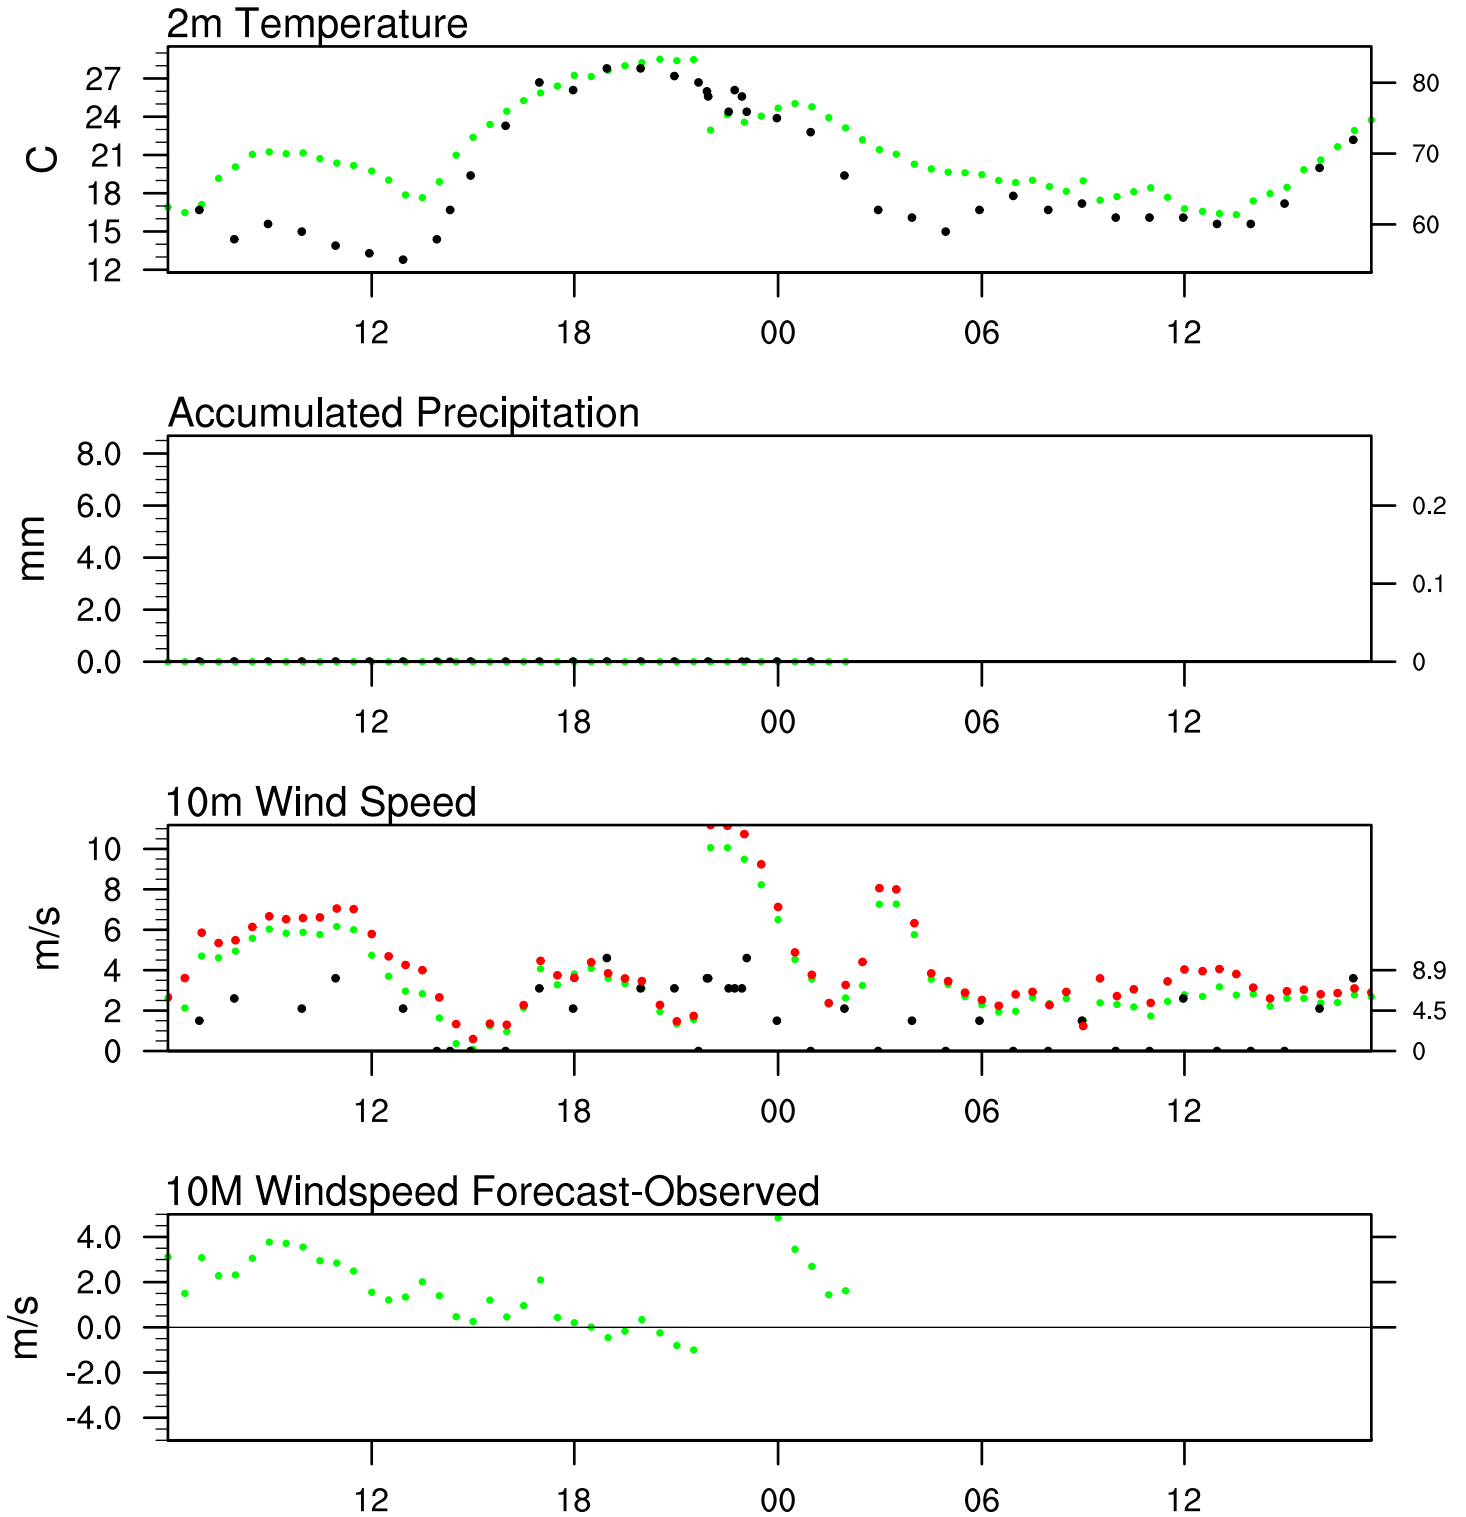 2m Temperature
27
24
21
18
15
12
C
80
70
60
12 18 00 06 12
Accumulated Precipitation
8.0
6.0
4.0
2.0
0.0
mm
0.2
0.1
0
12 18 00 06 12
10m Wind Speed
10
8
6
4
2
0
m/s
8.9
4.5
0
12 18 00 06 12
10M Windspeed Forecast-Observed
4.0
2.0
0.0
-2.0
-4.0
m/s
12 18 00 06 12